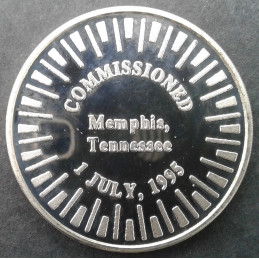 COMMISSIONED
Memphis,
Tennessee
1 JULY, 1995